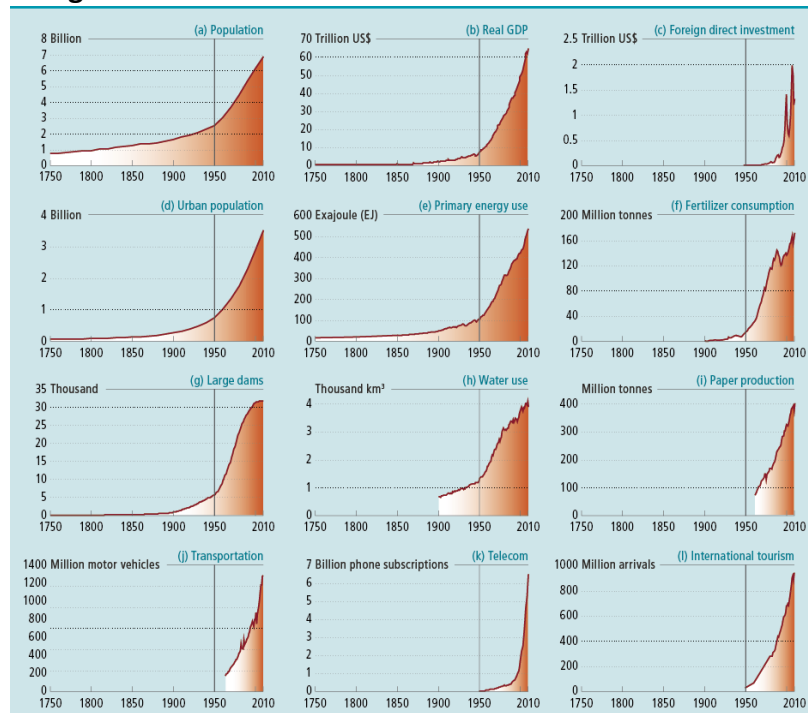 (a) Population
8 Billion
7
6
5
4
3
2
1
0
1750 1800 1850 1900 1950 2010
(b) Real GDP
70 Trillion US$
60
50
40
30
20
10
0
1750 1800 1850 1900 1950 2010
(c) Foreign direct investment
2.5 Trillion US$
2
1.5
1
0.5
0
1750 1800 1850 1900 1950 2010
(d) Urban population
4 Billion
3
2
1
0
1750 1800 1850 1900 1950 2010
(e) Primary energy use
600 Exajoule (EJ)
500
400
300
200
100
0
1750 1800 1850 1900 1950 2010
(f) Fertilizer consumption
200 Million tonnes
160
120
80
40
0
1750 1800 1850 1900 1950 2010
(g) Large dams
35 Thousand
30
25
20
15
10
5
0
1750 1800 1850 1900 1950 2010
(h) Water use
Thousand km³
4
3
2
1
0
1750 1800 1850 1900 1950 2010
(i) Paper production
Million tonnes
400
300
200
100
0
1750 1800 1850 1900 1950 2010
(j) Transportation
1400 Million motor vehicles
1200
1000
800
600
400
200
0
1750 1800 1850 1900 1950 2010
(k) Telecom
7 Billion phone subscriptions
6
5
4
3
2
1
0
1750 1800 1850 1900 1950 2010
(l) International tourism
1000 Million arrivals
800
600
400
200
0
1750 1800 1850 1900 1950 2010